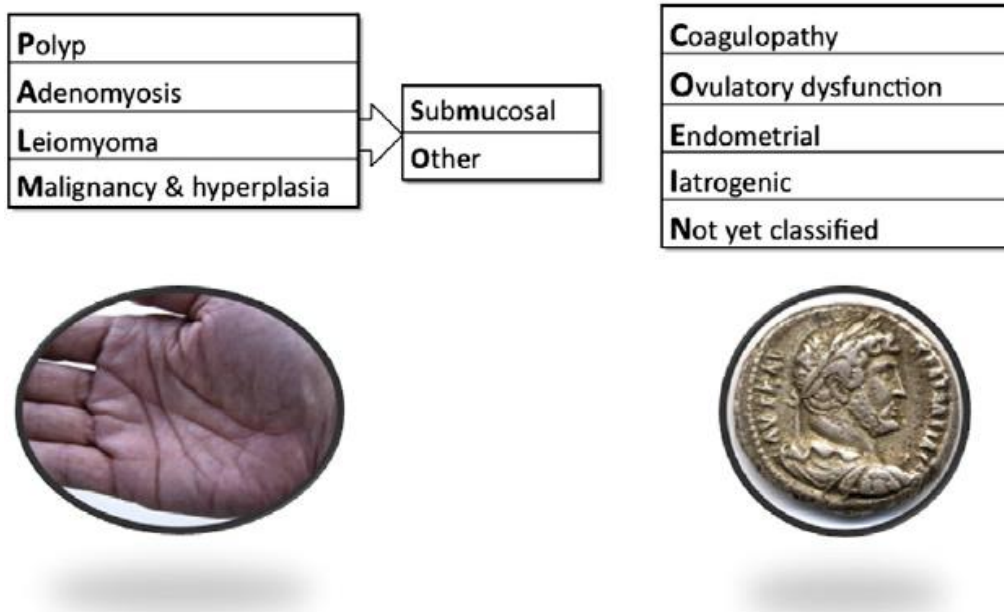 Polyp
Adenomyosis
Leiomyoma
Malignancy & hyperplasia
Submucosal
Other
Coagulopathy
Ovulatory dysfunction
Endometrial
Iatrogenic
Not yet classified